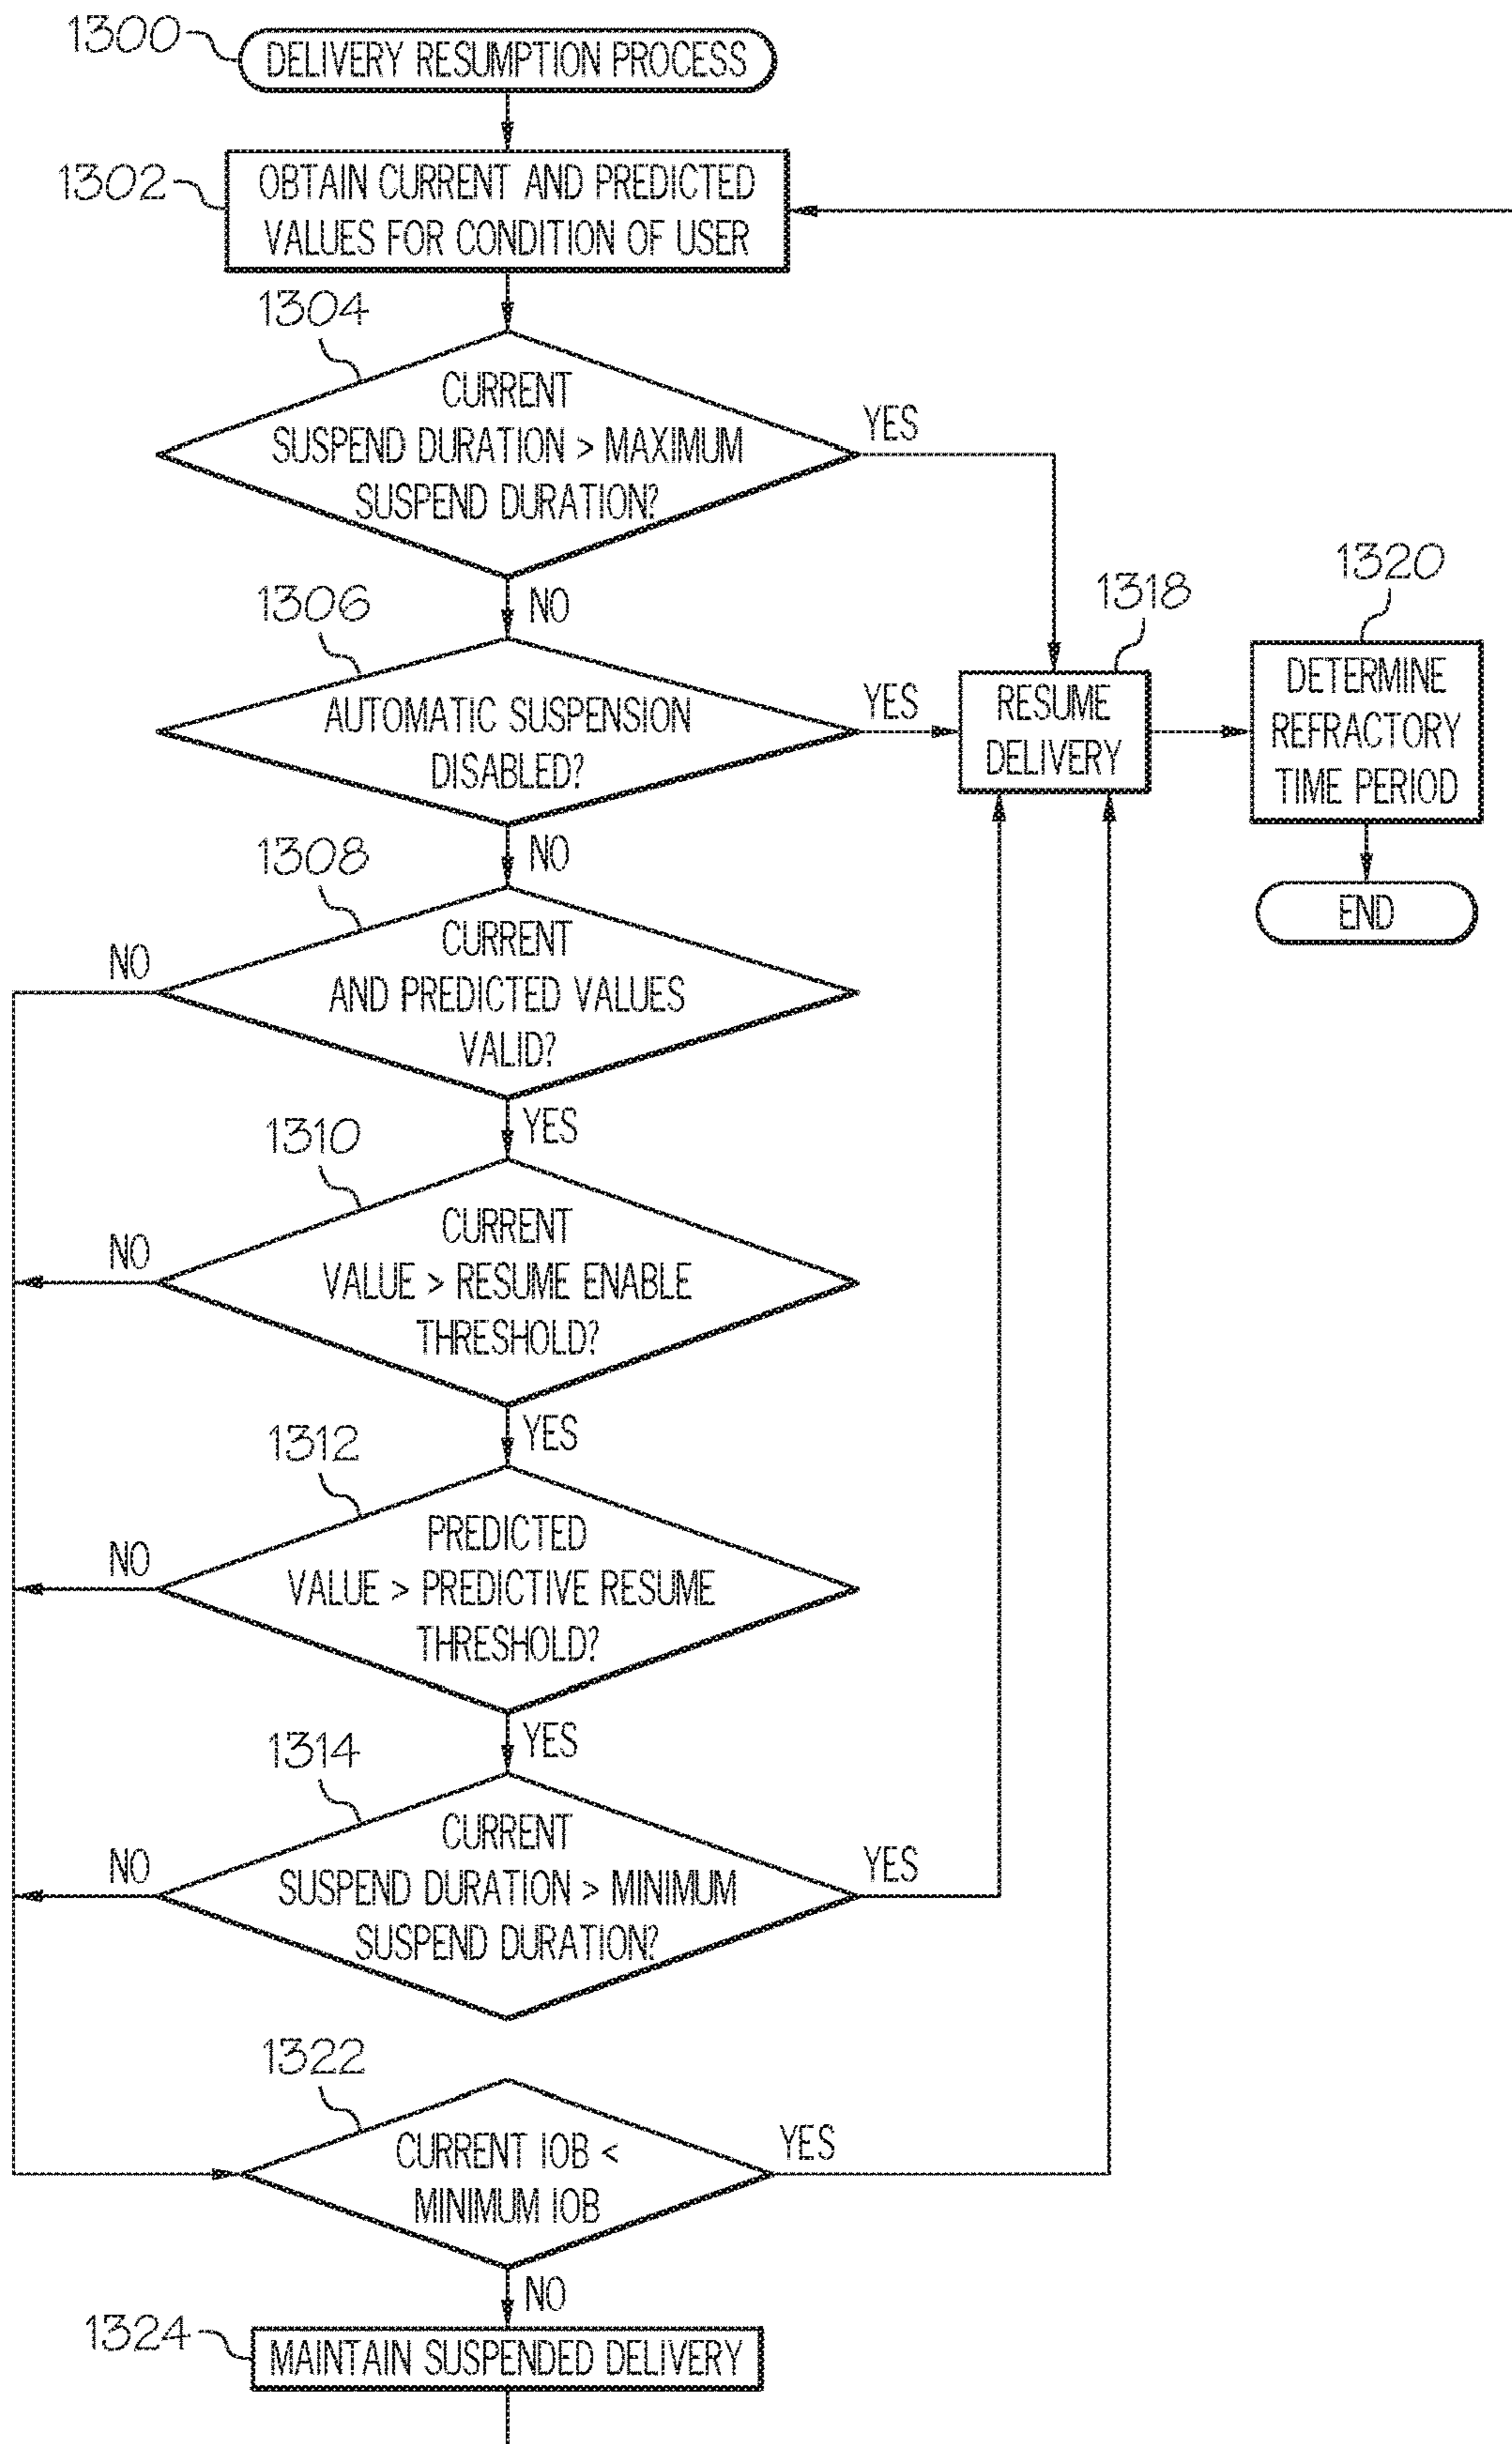 1300
DELIVERY RESUMPTION PROCESS
1302
OBTAIN CURRENT AND PREDICTED
VALUES FOR CONDITION OF USER
1304
CURRENT
SUSPEND DURATION > MAXIMUM
SUSPEND DURATION?
YES
NO
1306
AUTOMATIC SUSPENSION
DISABLED?
YES
1318
RESUME
DELIVERY
1320
DETERMINE
REFRACTORY
TIME PERIOD
END
NO
1308
CURRENT
AND PREDICTED VALUES
VALID?
NO
YES
1310
CURRENT
VALUE > RESUME ENABLE
THRESHOLD?
NO
YES
1312
PREDICTED
VALUE > PREDICTIVE RESUME
THRESHOLD?
NO
YES
1314
CURRENT
SUSPEND DURATION > MINIMUM
SUSPEND DURATION?
NO
YES
1322
CURRENT IOB <
MINIMUM IOB
YES
NO
1324
MAINTAIN SUSPENDED DELIVERY